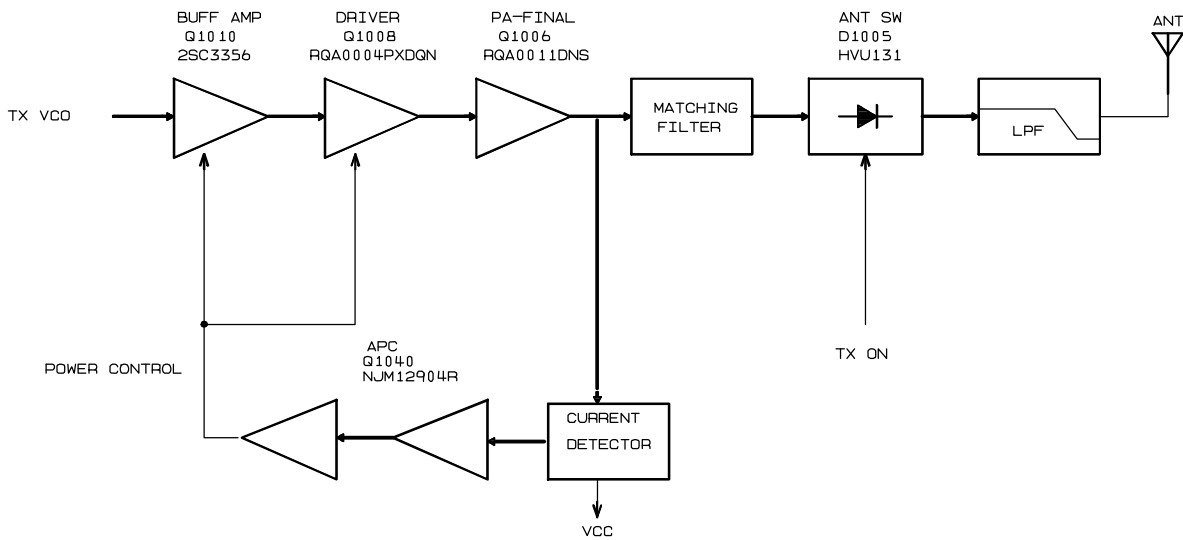 BUFF AMP
Q1010
2SC3356
DRIVER
Q1008
RQA0004PXDQN
PA-FINAL
Q1006
RQA0011DNS
ANT SW
D1005
HVU131
ANT
TX VCO
MATCHING
FILTER
LPF
POWER CONTROL
APC
Q1040
NJM12904R
TX ON
CURRENT
DETECTOR
VCC